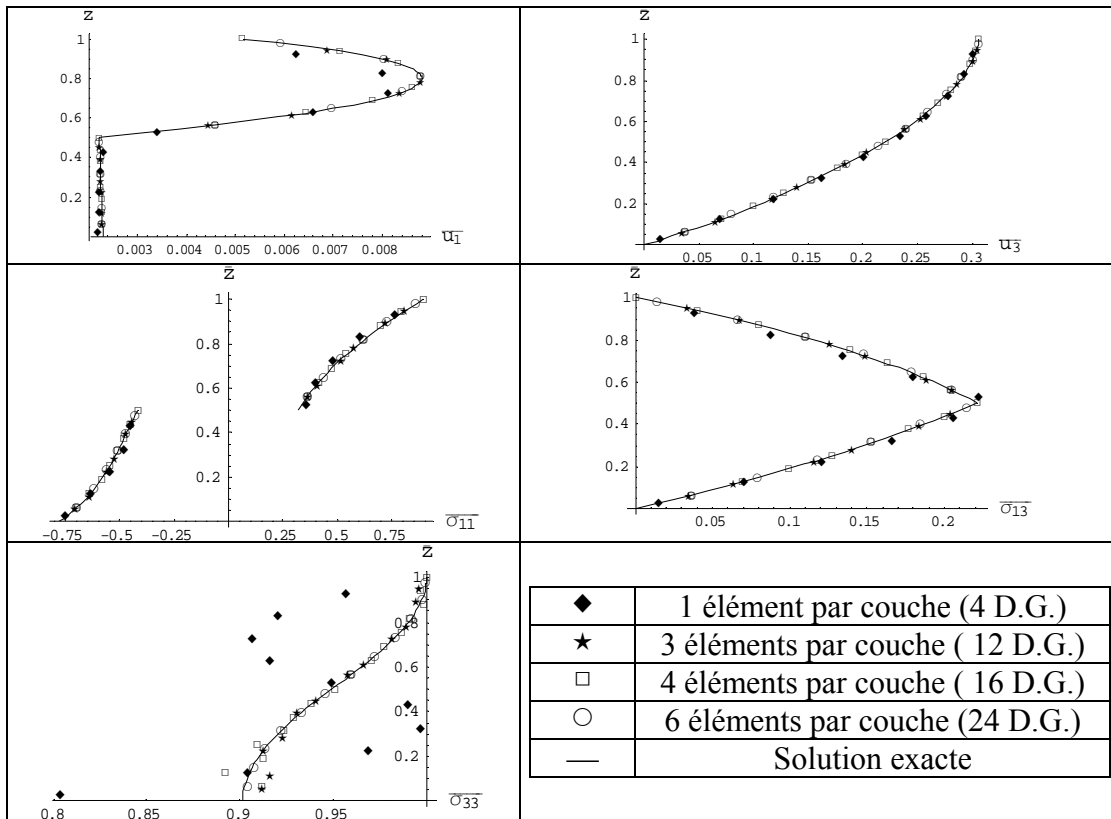 z
1
0.8
0.6
0.4
0.2
0.003 0.004 0.005 0.006 0.007 0.008
u1
z
1
0.8
0.6
0.4
0.2
0.05 0.1 0.15 0.2 0.25 0.3
u3
z
1
0.8
0.6
0.4
0.2
-0.75 -0.5 -0.25 0.25 0.5 0.75
σ11
z
1
0.8
0.6
0.4
0.2
0.05 0.1 0.15 0.2
σ13
z
1
0.8
0.6
0.4
0.2
0.8 0.85 0.9 0.95
σ33
◆ 1 élément par couche (4 D.G.)
★ 3 éléments par couche ( 12 D.G.)
□ 4 éléments par couche ( 16 D.G.)
○ 6 éléments par couche (24 D.G.)
— Solution exacte